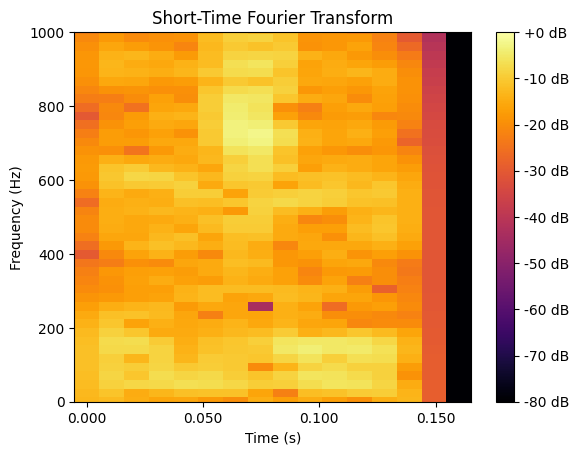 Short-Time Fourier Transform
Frequency (Hz)
1000
800
600
400
200
0
0.000
0.050
0.100
0.150
Time (s)
+0 dB
-10 dB
-20 dB
-30 dB
-40 dB
-50 dB
-60 dB
-70 dB
-80 dB